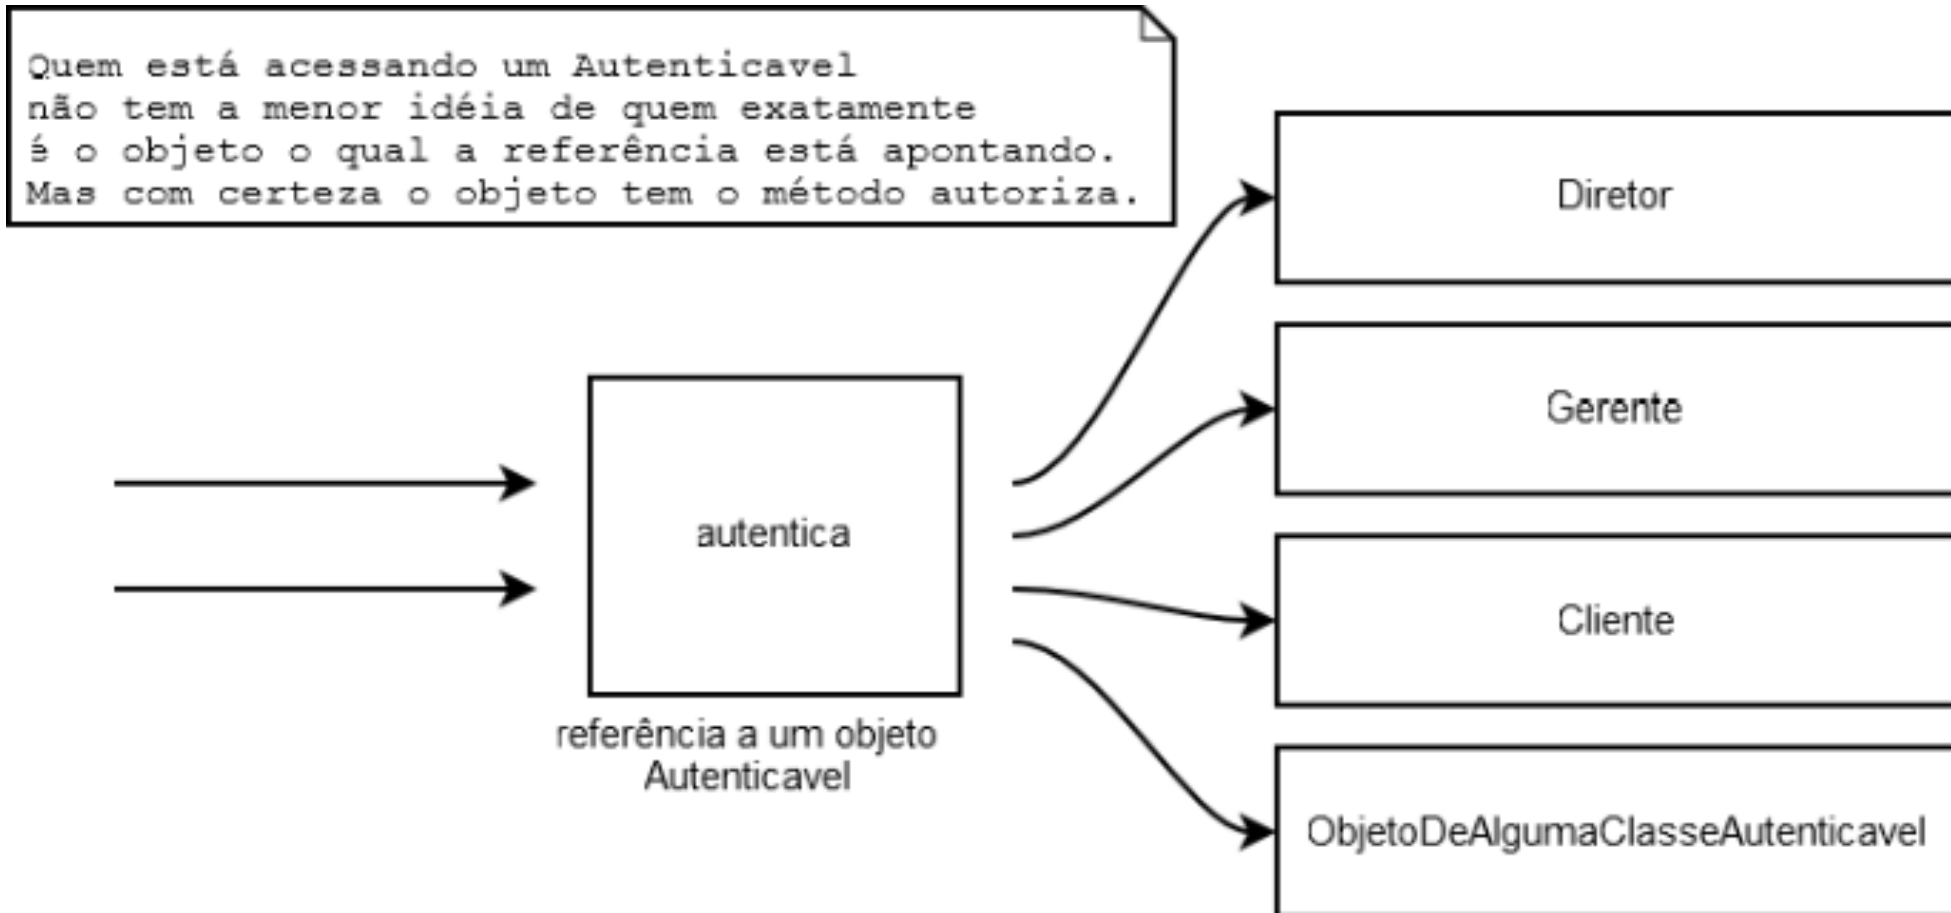 Quem está acessando um Autenticavel
não tem a menor idéia de quem exatamente
é o objeto o qual a referência está apontando.
Mas com certeza o objeto tem o método autoriza.
Diretor
Gerente
autentica
Cliente
referência a um objeto
Autenticavel
ObjetoDeAlgumaClasseAutenticavel